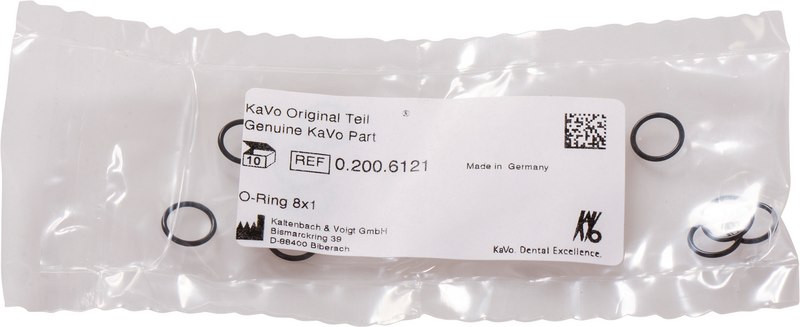 KaVo Original Teil ®
Genuine KaVo Part
10 REF 0.200.6121 Made in Germany
O-Ring 8x1
Kaltenbach & Voigt GmbH
Bismarckring 39
D-88400 Biberach
KAVO
KaVo. Dental Excellence.